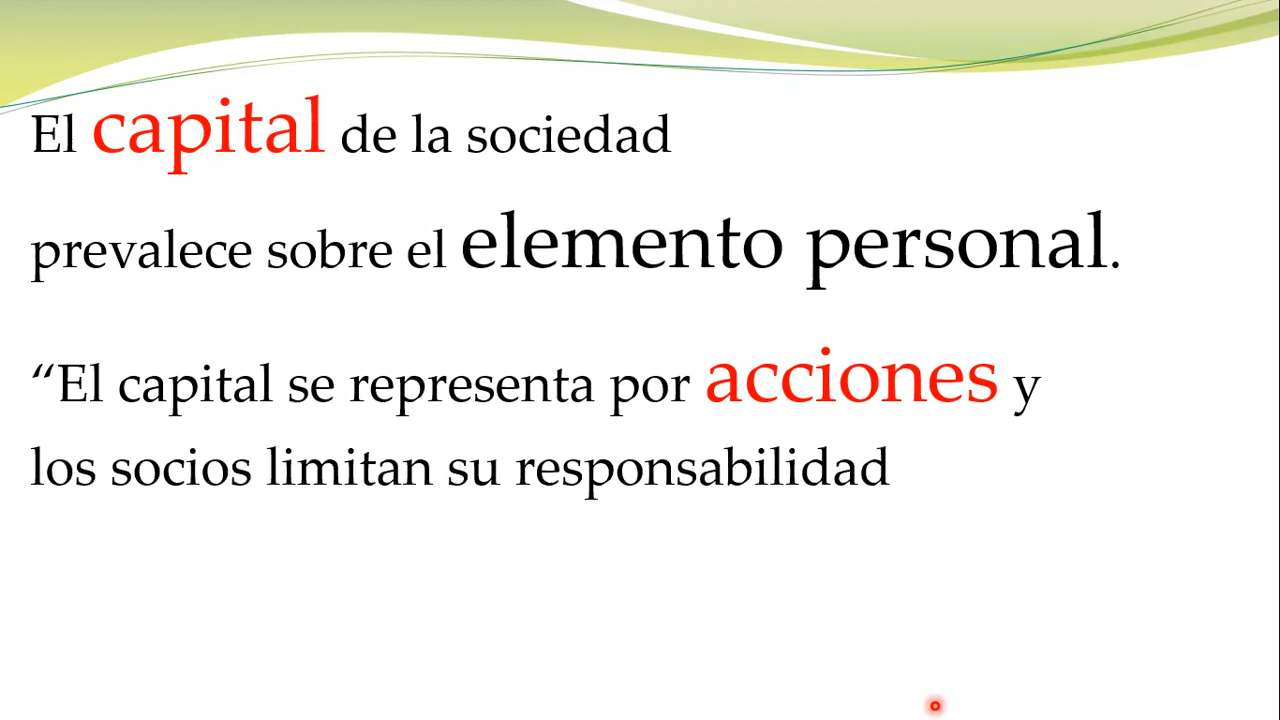 El capital de la sociedad
prevalece sobre el elemento personal.
“El capital se representa por acciones y
los socios limitan su responsabilidad